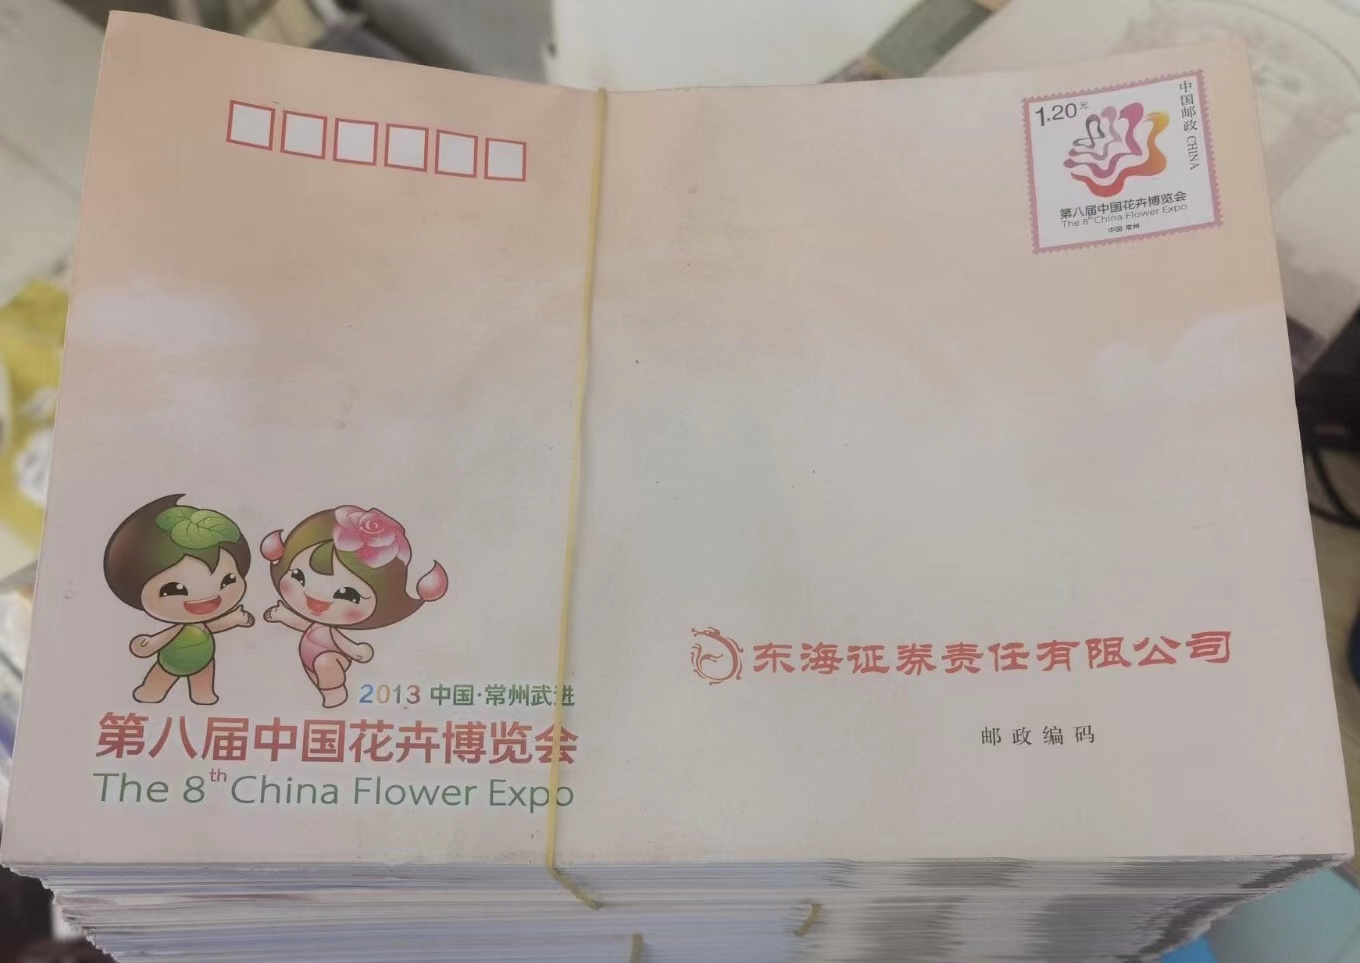 1.20元
中国邮政 CHINA
第八届中国花卉博览会
The 8th China Flower Expo
中国 常州
2013 中国·常州武进
第八届中国花卉博览会
The 8th China Flower Expo
东海证券责任有限公司
邮政编码